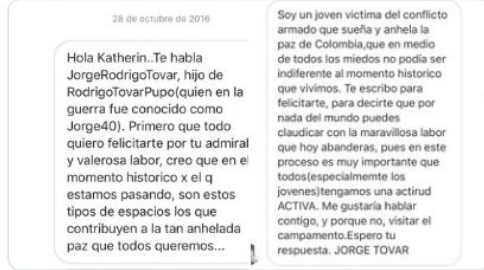 28 de octubre de 2016
Hola Katherin..Te habla
JorgeRodrigoTovar, hijo de
RodrigoTovarPupo(quien en la
guerra fue conocido como
Jorge40). Primero que todo
quiero felicitarte por tu admiral
y valerosa labor, creo que en el
momento historico x el q
estamos pasando, son estos
tipos de espacios los que
contribuyen a la tan anhelada
paz que todos queremos...
Soy un joven victima del conflicto
armado que sueña y anhela la
paz de Colombia,que en medio
de todos los miedos no podía ser
indiferente al momento historico
que vivimos. Te escribo para
felicitarte, para decirte que por
nada del mundo puedes
claudicar con la maravillosa labor
que hoy abanderas, pues en este
proceso es muy importante que
todos(especialmemte los
jovenes)tengamos una actirud
ACTIVA. Me gustaría hablar
contigo, y porque no, visitar el
campamento.Espero tu
respuesta. JORGE TOVAR